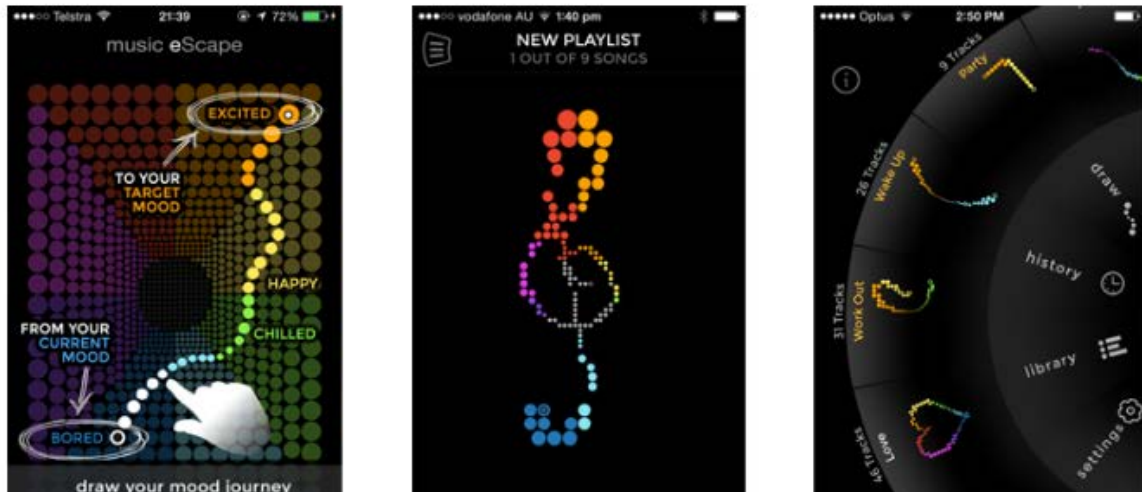 Telstra 21:39 72%
music eScape
EXCITED
TO YOUR
TARGET
MOOD
HAPPY
CHILLED
FROM YOUR
CURRENT
MOOD
BORED
draw your mood journey
vodafone AU 1:40 pm
NEW PLAYLIST
1 OUT OF 9 SONGS
Optus 2:50 PM
9 Tracks
Party
26 Tracks
Wake Up
31 Tracks
Work Out
46 Tracks
Love
draw
history
library
settings